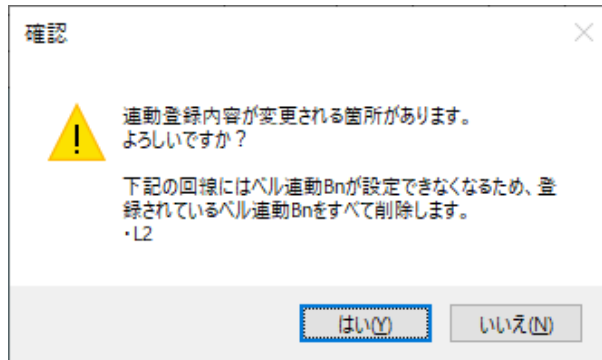 確認
連動登録内容が変更される箇所があります。
よろしいですか？
下記の回線にはベル連動Bnが設定できなくなるため、登
録されているベル連動Bnをすべて削除します。
・L2
はい(Y)
いいえ(N)